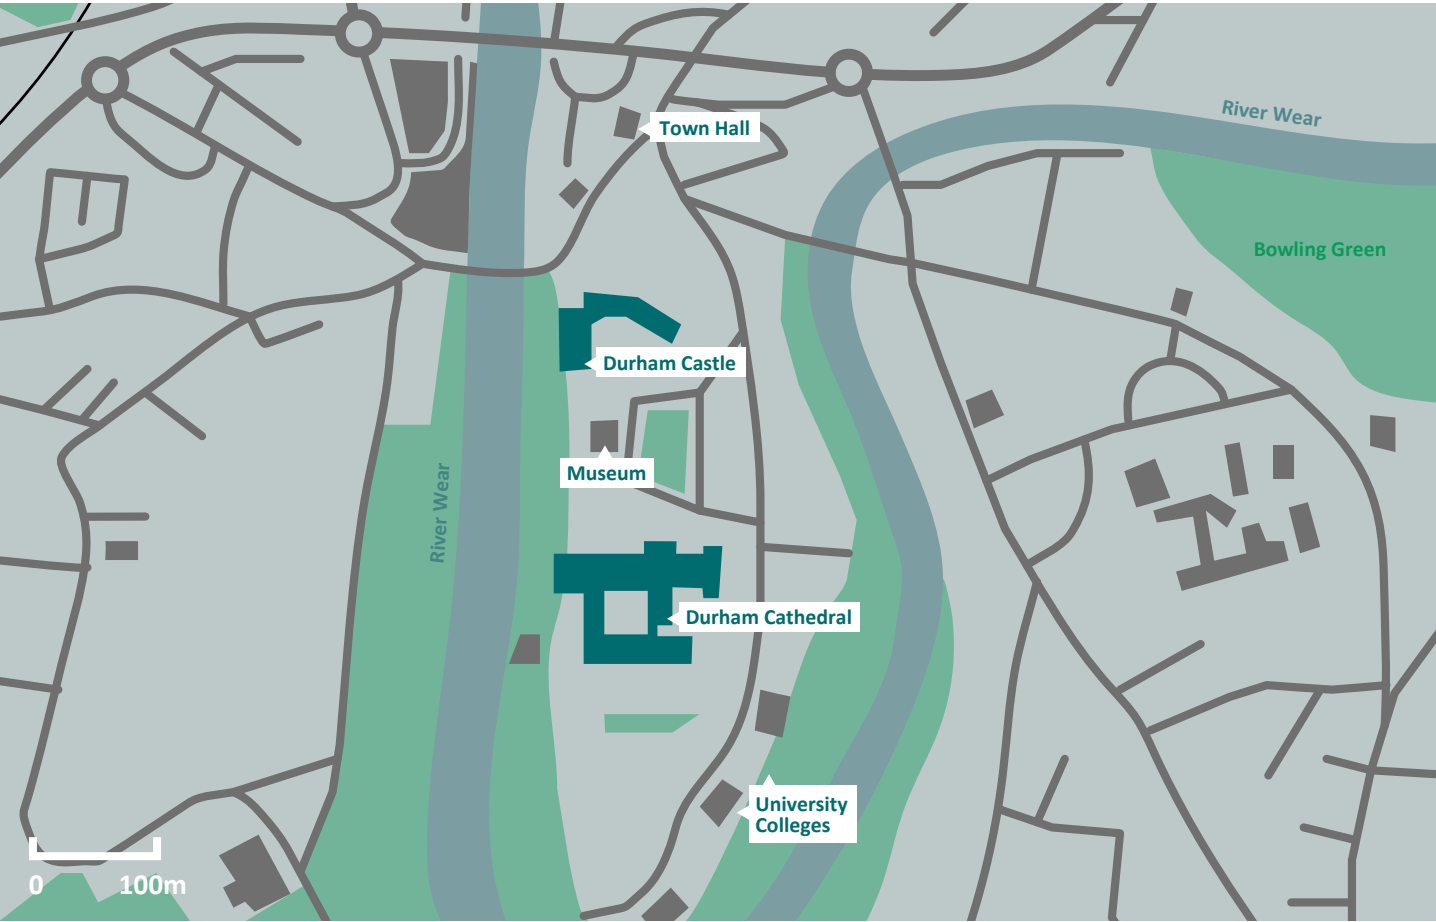 River Wear
Town Hall
Bowling Green
Durham Castle
Museum
River Wear
Durham Cathedral
University
Colleges
0 100m